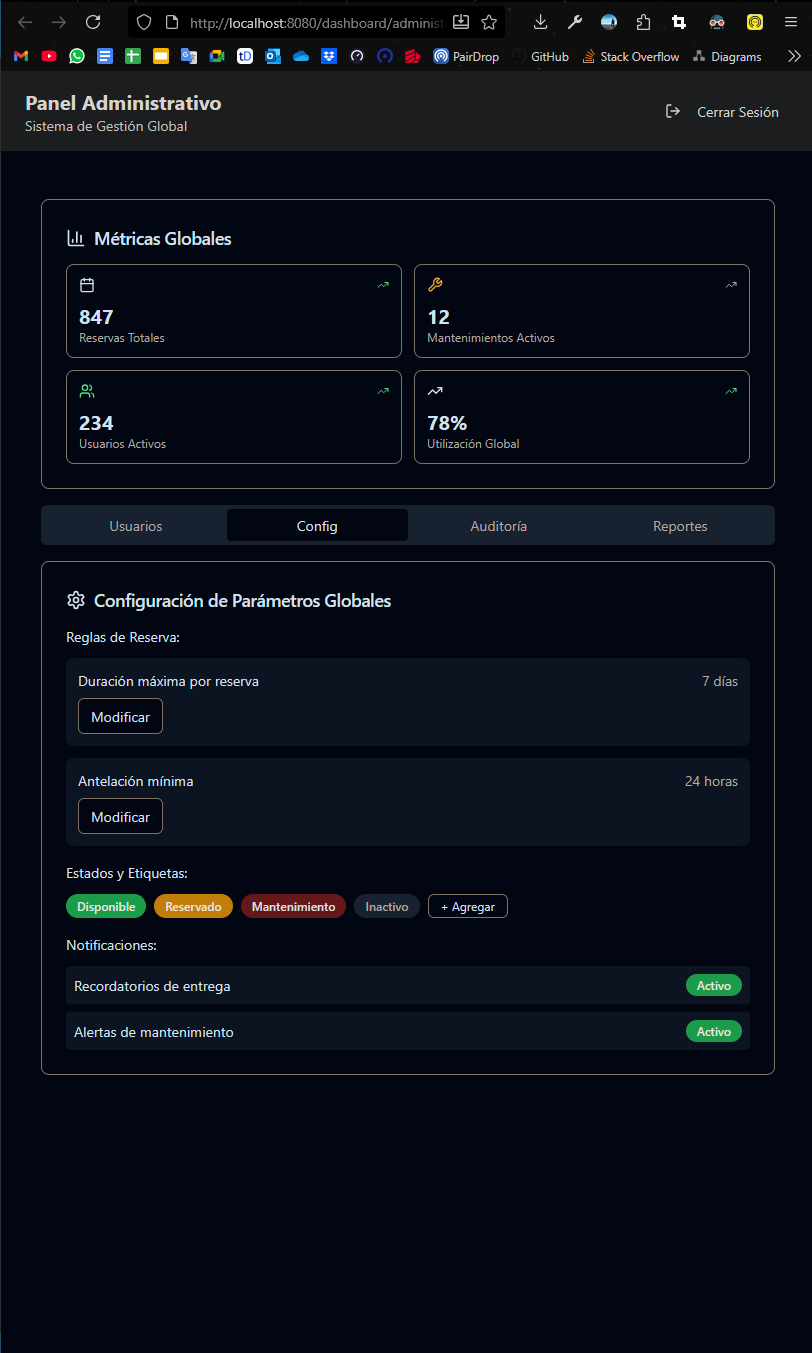 http://localhost:8080/dashboard/administ
PairDrop GitHub Stack Overflow Diagrams
Panel Administrativo
Sistema de Gestión Global
Cerrar Sesión
Métricas Globales
847
Reservas Totales
12
Mantenimientos Activos
234
Usuarios Activos
78%
Utilización Global
Usuarios Config Auditoría Reportes
Configuración de Parámetros Globales
Reglas de Reserva:
Duración máxima por reserva 7 días
Modificar
Antelación mínima 24 horas
Modificar
Estados y Etiquetas:
Disponible Reservado Mantenimiento Inactivo + Agregar
Notificaciones:
Recordatorios de entrega Activo
Alertas de mantenimiento Activo